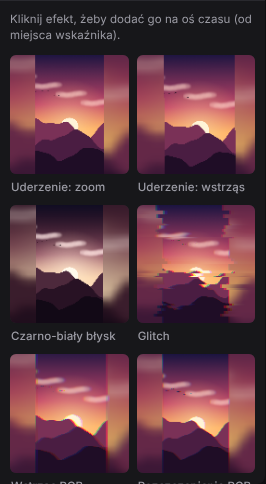 Kliknij efekt, żeby dodać go na oś czasu (od
miejsca wskaźnika).
Uderzenie: zoom
Uderzenie: wstrząs
Czarno-biały błysk
Glitch